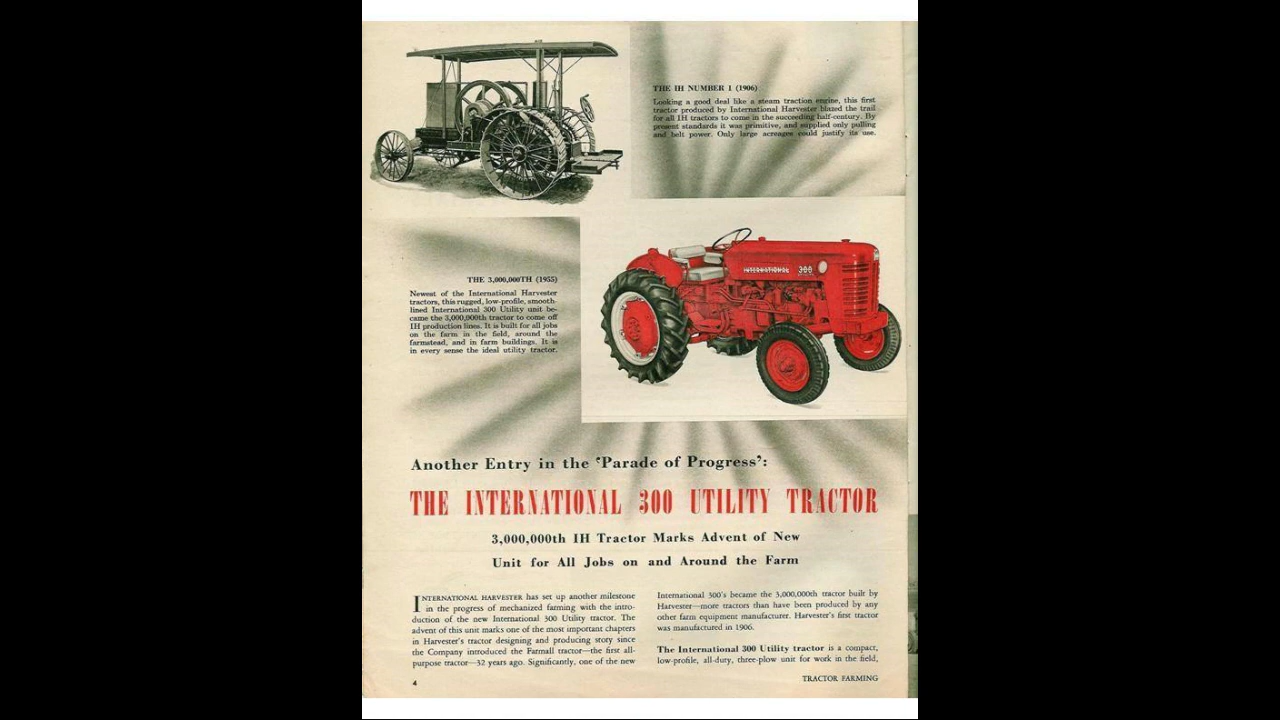 THE IH NUMBER 1 (1906)
Looking a good deal like a steam traction engine, this first
tractor produced by International Harvester blazed the trail
for all IH tractors to come in the succeeding half-century. By
present standards it was primitive, and supplied only pulling
and belt power. Only large acreages could justify its use.
THE 3,000,000TH (1955)
Newest of the International Harvester
tractors, this rugged, low-profile, smooth-
lined International 300 Utility unit be-
came the 3,000,000th tractor to come off
IH production lines. It is built for all jobs
on the farm in the field, around the
farmstead, and in farm buildings. It is
in every sense the ideal utility tractor.
INTERNATIONAL 300
Another Entry in the ‘Parade of Progress’:
THE INTERNATIONAL 300 UTILITY TRACTOR
3,000,000th IH Tractor Marks Advent of New
Unit for All Jobs on and Around the Farm
INTERNATIONAL HARVESTER has set up another milestone
in the progress of mechanized farming with the intro-
duction of the new International 300 Utility tractor. The
advent of this unit marks one of the most important chapters
in Harvester's tractor designing and producing story since
the Company introduced the Farmall tractor—the first all-
purpose tractor—32 years ago. Significantly, one of the new
International 300's became the 3,000,000th tractor built by
Harvester—more tractors than have been produced by any
other farm equipment manufacturer. Harvester's first tractor
was manufactured in 1906.
The International 300 Utility tractor is a compact,
low-profile, all-duty, three-plow unit for work in the field,
4
TRACTOR FARMING